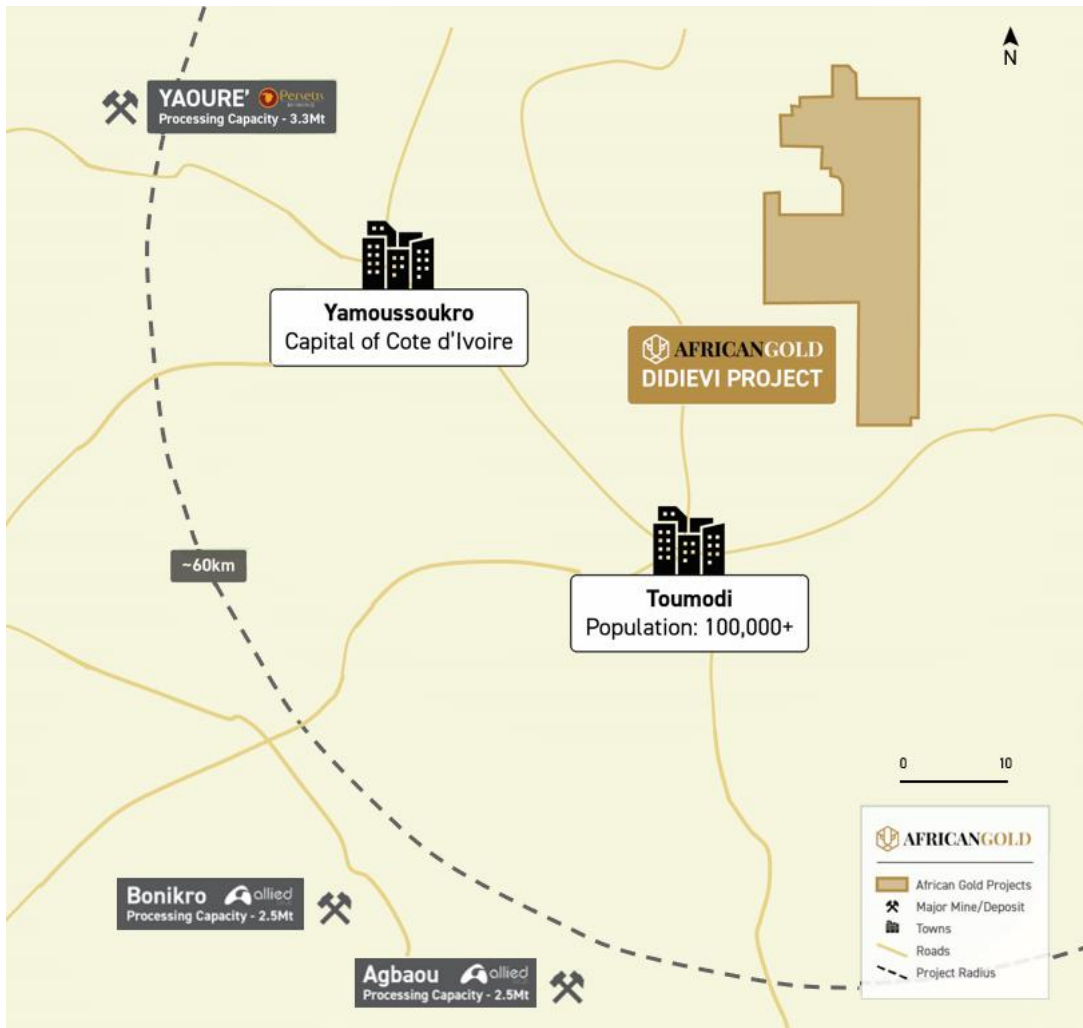 N
YAOURE' Perseus
Processing Capacity - 3.3Mt
Yamoussoukro
Capital of Cote d'Ivoire
AFRICANGOLD
DIDIEVI PROJECT
~60km
Toumodi
Population: 100,000+
0 10
Bonikro allied
Processing Capacity - 2.5Mt
Agbaou allied
Processing Capacity - 2.5Mt
AFRICANGOLD
African Gold Projects
Major Mine/Deposit
Towns
Roads
Project Radius